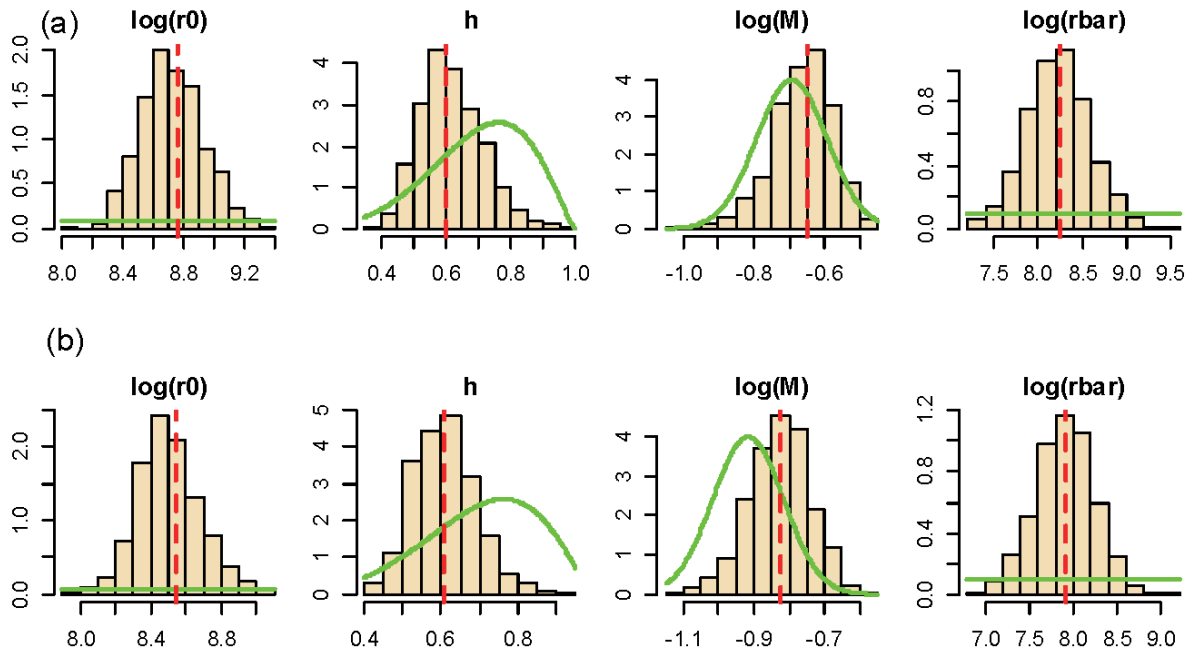 (a)
log(r0) h log(M) log(rbar)
0.0 0.5 1.0 1.5 2.0
8.0 8.4 8.8 9.2
0 1 2 3 4
0.4 0.6 0.8 1.0
0 1 2 3 4
-1.0 -0.8 -0.6
0.0 0.4 0.8
7.5 8.0 8.5 9.0 9.5
(b)
log(r0) h log(M) log(rbar)
0.0 1.0 2.0
8.0 8.4 8.8
0 1 2 3 4 5
0.4 0.6 0.8
0 1 2 3 4
-1.1 -0.9 -0.7
0.0 0.4 0.8 1.2
7.0 7.5 8.0 8.5 9.0